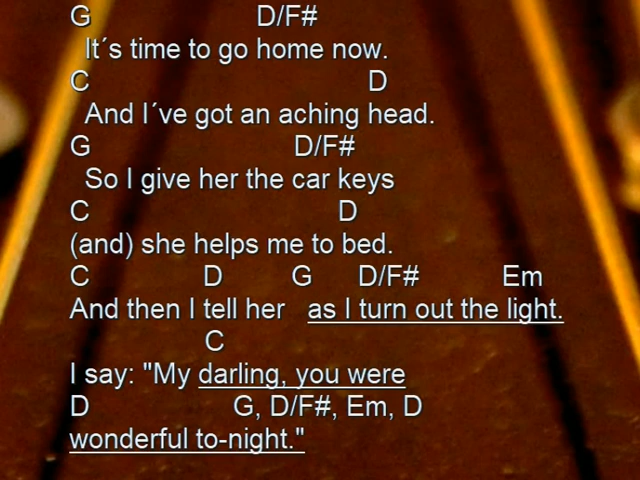 G D/F#
It´s time to go home now.
C D
And I´ve got an aching head.
G D/F#
So I give her the car keys
C D
(and) she helps me to bed.
C D G D/F# Em
And then I tell her as I turn out the light.
C
I say: "My darling, you were
D G, D/F#, Em, D
wonderful to-night."